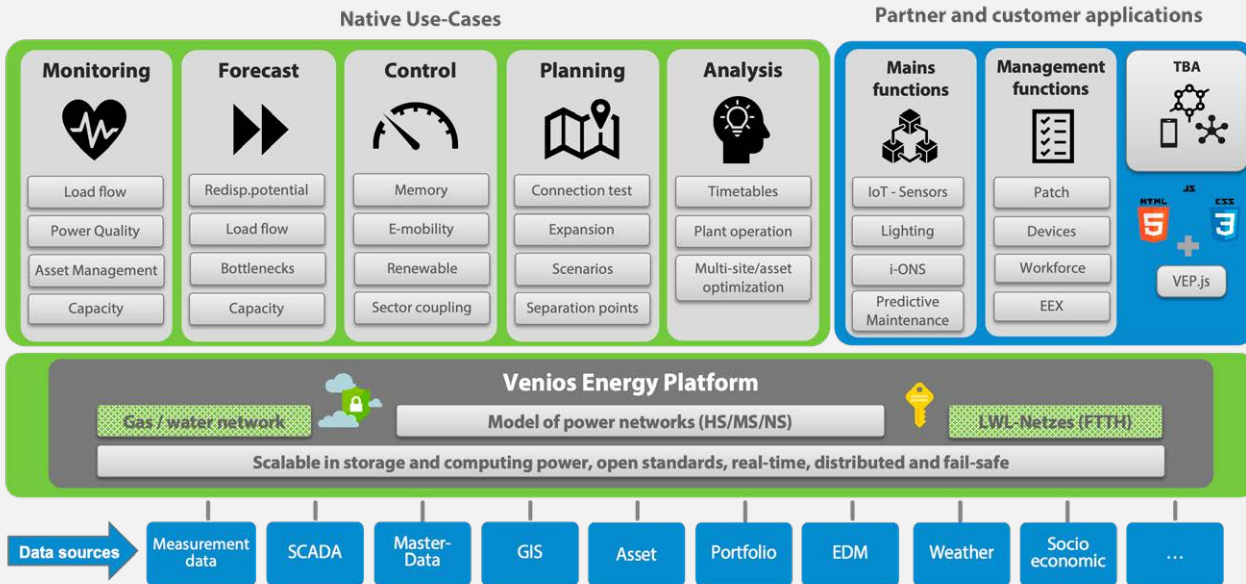 Native Use-Cases
Partner and customer applications
Monitoring
Load flow
Power Quality
Asset Management
Capacity
Forecast
Redisp.potential
Load flow
Bottlenecks
Capacity
Control
Memory
E-mobility
Renewable
Sector coupling
Planning
Connection test
Expansion
Scenarios
Separation points
Analysis
Timetables
Plant operation
Multi-site/asset
optimization
Mains
functions
IoT - Sensors
Lighting
i-ONS
Predictive
Maintenance
Management
functions
Patch
Devices
Workforce
EEX
TBA
HTML
5
JS
CSS
3
VEP.js
Venios Energy Platform
Gas / water network
Model of power networks (HS/MS/NS)
LWL-Netzes (FTTH)
Scalable in storage and computing power, open standards, real-time, distributed and fail-safe
Data sources
Measurement
data
SCADA
Master-
Data
GIS
Asset
Portfolio
EDM
Weather
Socio
economic
...